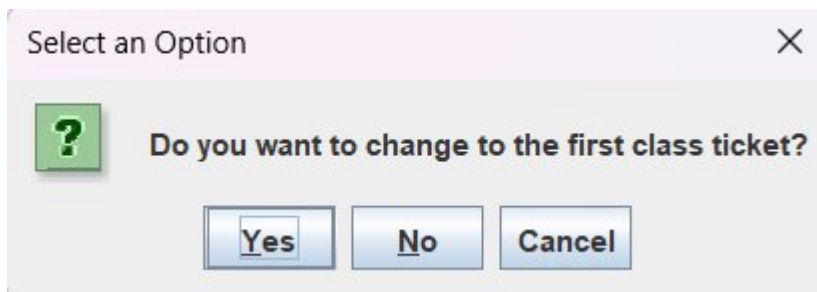 Select an Option
?
Do you want to change to the first class ticket?
Yes No Cancel